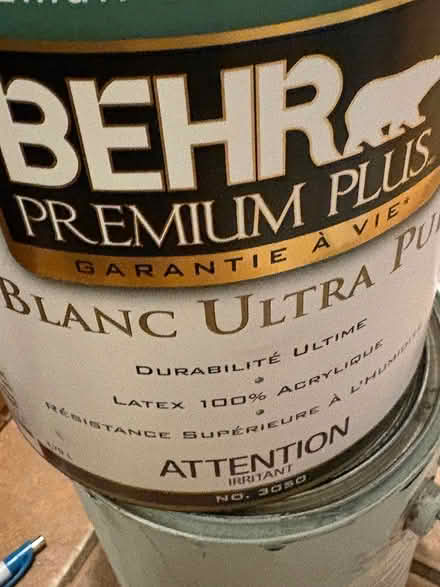 BEHR
PREMIUM PLUS
GARANTIE À VIE*
BLANC ULTRA PU
DURABILITÉ ULTIME
LATEX 100% ACRYLIQUE
RÉSISTANCE SUPÉRIEURE À L'HUMIDITÉ
ATTENTION
IRRITANT
NO. 3050